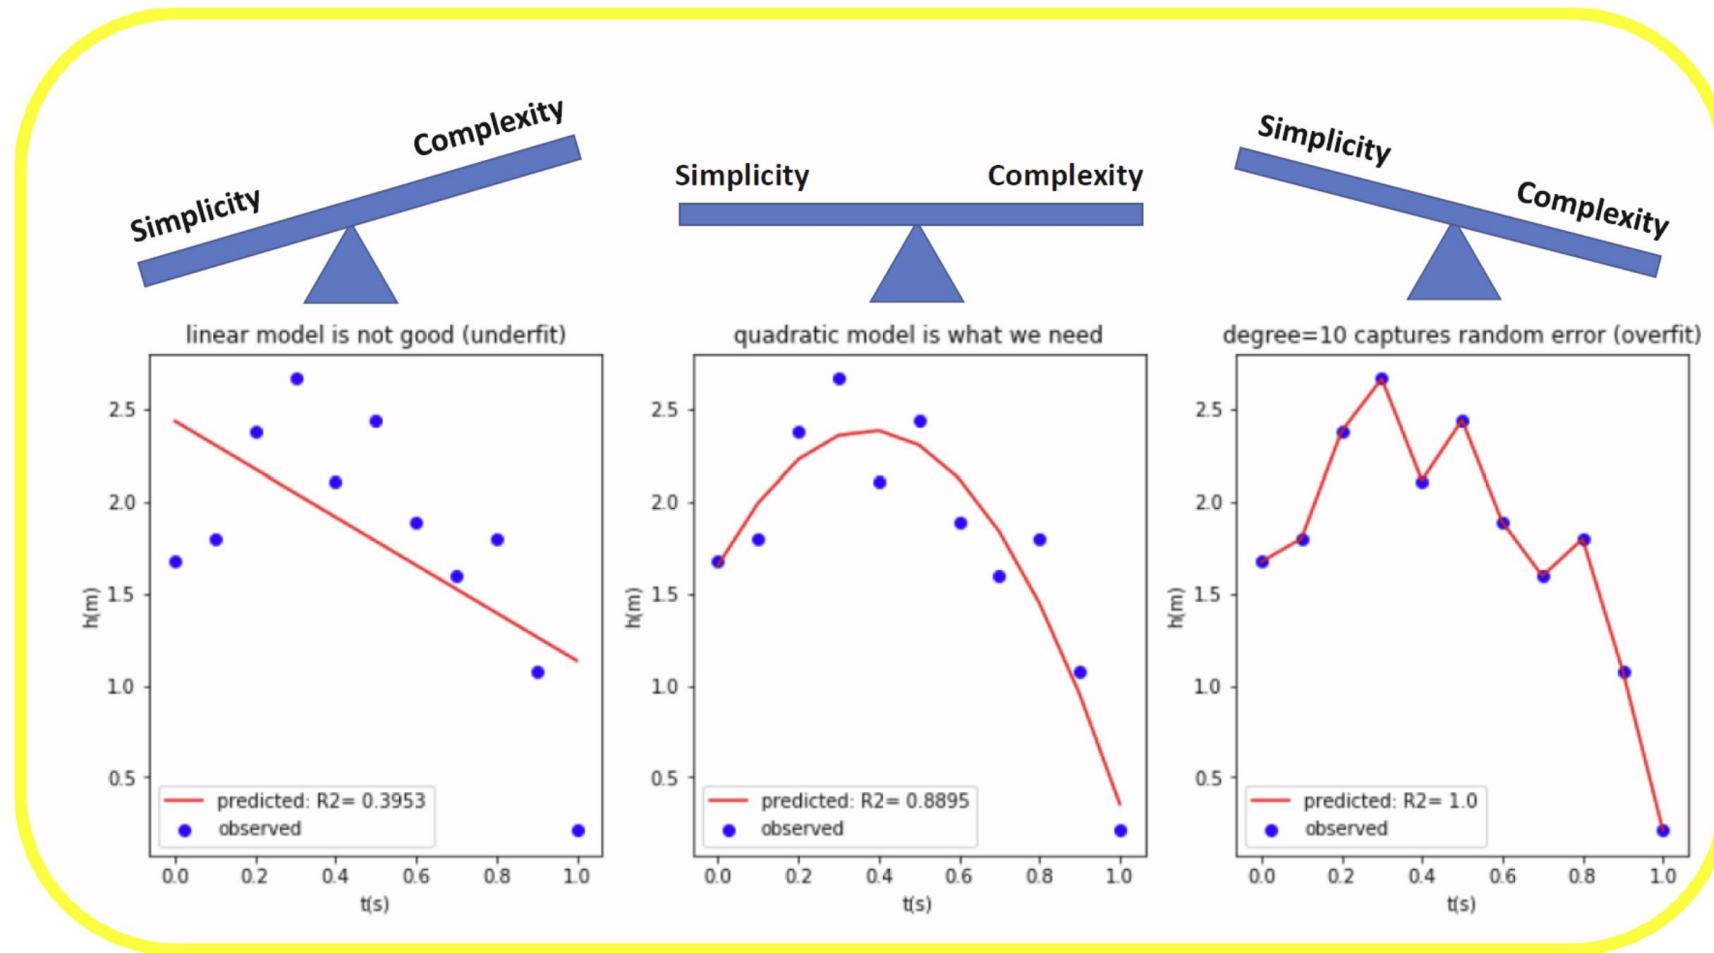 Simplicity
Complexity
Simplicity
Complexity
Simplicity
Complexity
linear model is not good (underfit)
2.5
2.0
1.5
1.0
0.5
h(m)
predicted: R2= 0.3953
observed
0.0 0.2 0.4 0.6 0.8 1.0
t(s)
quadratic model is what we need
2.5
2.0
1.5
1.0
0.5
h(m)
predicted: R2= 0.8895
observed
0.0 0.2 0.4 0.6 0.8 1.0
t(s)
degree=10 captures random error (overfit)
2.5
2.0
1.5
1.0
0.5
h(m)
predicted: R2= 1.0
observed
0.0 0.2 0.4 0.6 0.8 1.0
t(s)